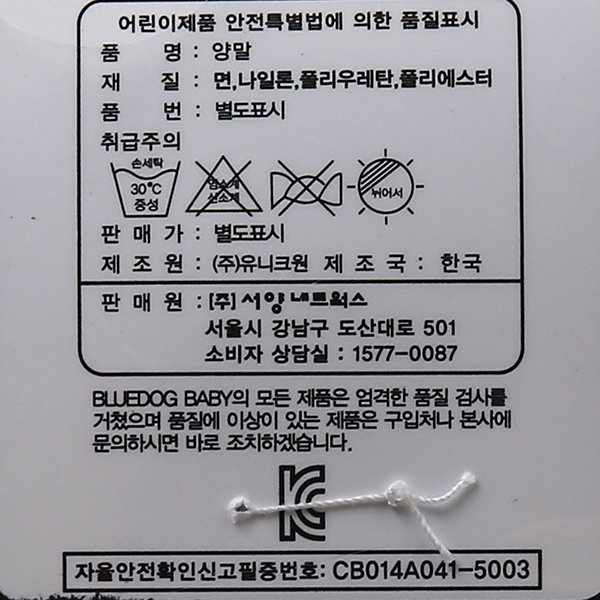 어린이제품 안전특별법에 의한 품질표시
품 명 : 양말
재 질 : 면,나일론,폴리우레탄,폴리에스터
품 번 : 별도표시
취급주의
손세탁
30℃
중성
염소계
산소계
뉘어서
판 매 가 : 별도표시
제 조 원 : (주)유니크원 제 조 국 : 한국
판 매 원 : [주] 서양네트웍스
서울시 강남구 도산대로 501
소비자 상담실 : 1577-0087
BLUEDOG BABY의 모든 제품은 엄격한 품질 검사를
거쳤으며 품질에 이상이 있는 제품은 구입처나 본사에
문의하시면 바로 조치하겠습니다.
KC
자율안전확인신고필증번호: CB014A041-5003